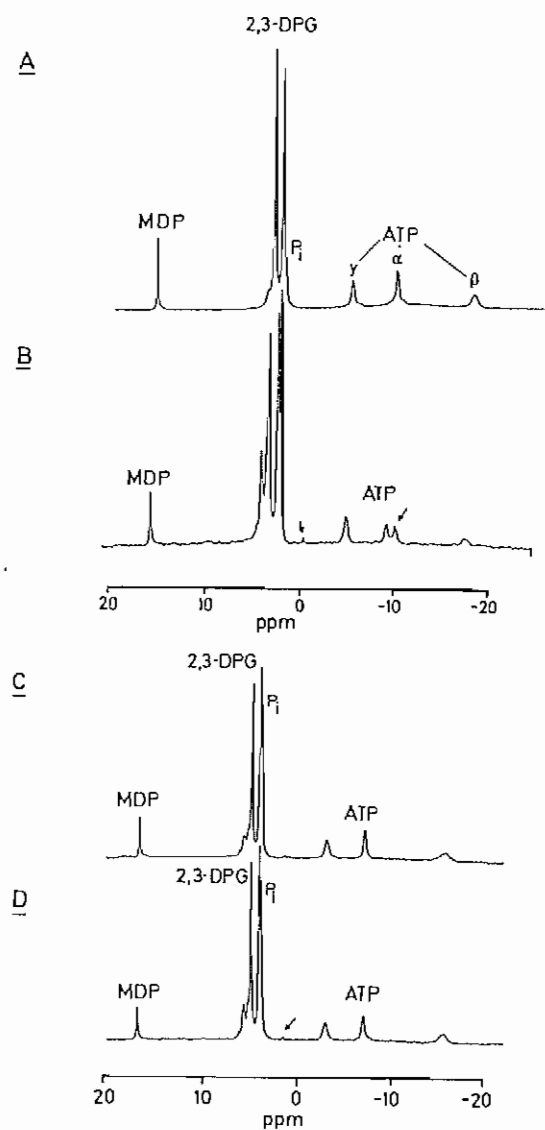 2,3-DPG
A
MDP
Pi
ATP
γ α β
B
MDP
ATP
20 10 0 -10 -20
ppm
2,3-DPG
C
Pi
MDP
ATP
2,3-DPG
D
Pi
MDP
ATP
20 10 0 -10 -20
ppm